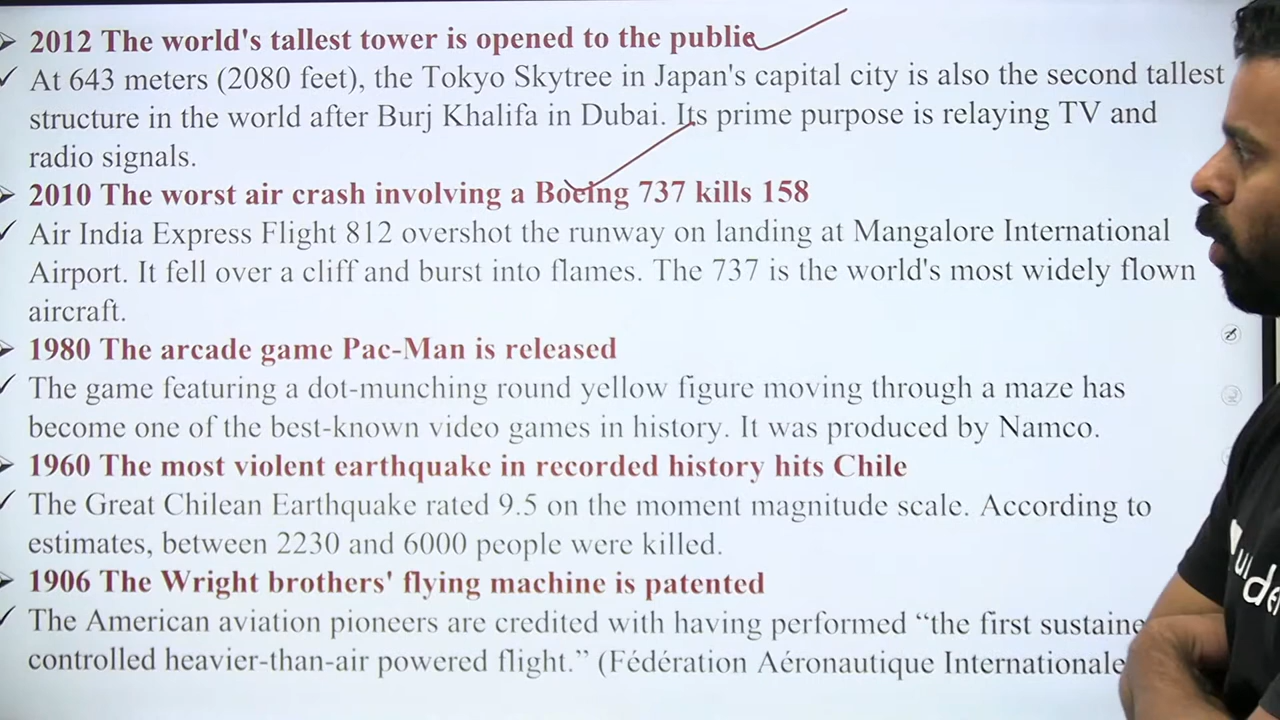 2012 The world's tallest tower is opened to the public
At 643 meters (2080 feet), the Tokyo Skytree in Japan's capital city is also the second tallest
structure in the world after Burj Khalifa in Dubai. Its prime purpose is relaying TV and
radio signals.
2010 The worst air crash involving a Boeing 737 kills 158
Air India Express Flight 812 overshot the runway on landing at Mangalore International
Airport. It fell over a cliff and burst into flames. The 737 is the world's most widely flown
aircraft.
1980 The arcade game Pac-Man is released
The game featuring a dot-munching round yellow figure moving through a maze has
become one of the best-known video games in history. It was produced by Namco.
1960 The most violent earthquake in recorded history hits Chile
The Great Chilean Earthquake rated 9.5 on the moment magnitude scale. According to
estimates, between 2230 and 6000 people were killed.
1906 The Wright brothers' flying machine is patented
The American aviation pioneers are credited with having performed “the first sustaine
controlled heavier-than-air powered flight.” (Fédération Aéronautique Internationale